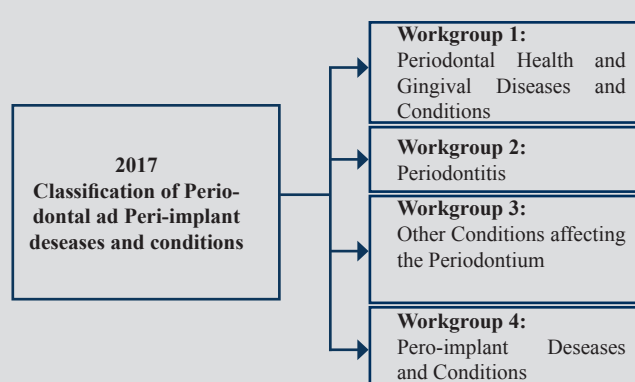 2017
Classification of Perio-
dontal ad Peri-implant
deseases and conditions
Workgroup 1:
Periodontal Health and
Gingival Diseases and
Conditions
Workgroup 2:
Periodontitis
Workgroup 3:
Other Conditions affecting
the Periodontium
Workgroup 4:
Pero-implant Deseases
and Conditions